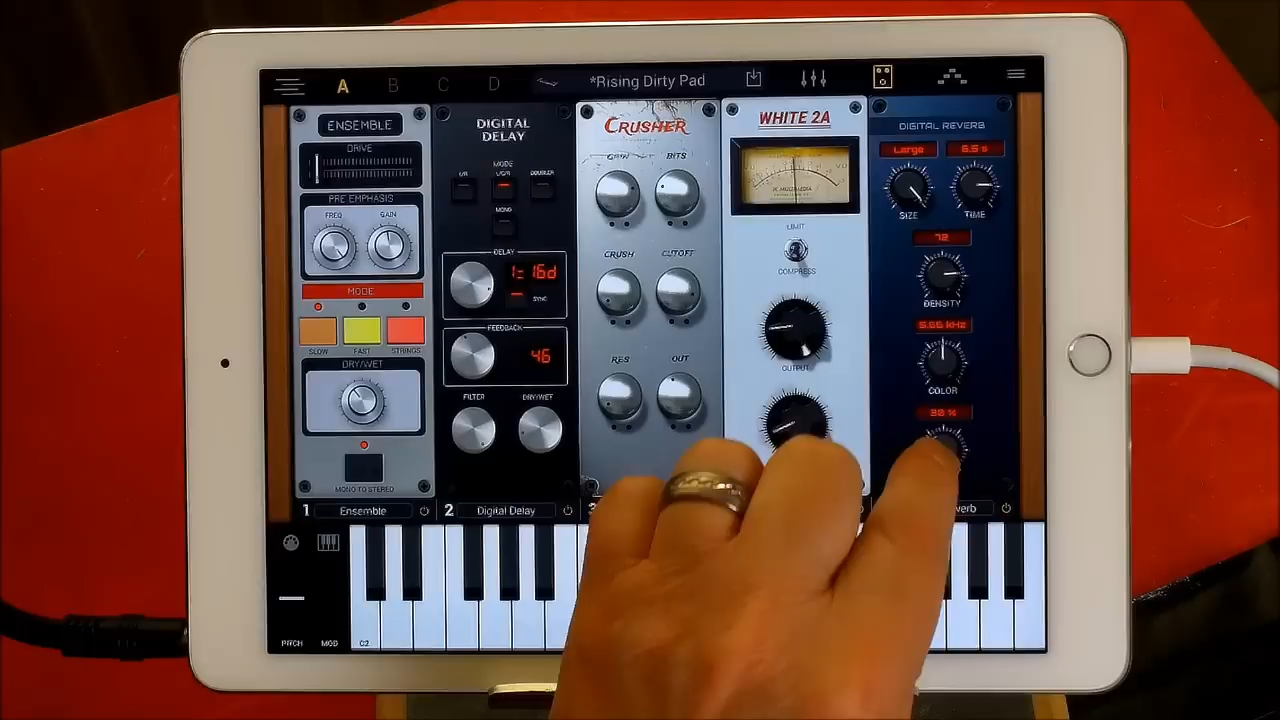 A B C D *Rising Dirty Pad
ENSEMBLE
DRIVE
PRE EMPHASIS
FREQ GAIN
MODE
SLOW FAST STRINGS
DRY/WET
MONO TO STEREO
DIGITAL
DELAY
MODE
L/R L/C/R DOUBLER
MONO
DELAY
1=16d
SYNC
FEEDBACK
46
FILTER DRY/WET
CRUSHER
GAIN BITS
CRUSH CUTOFF
RES OUT
WHITE 2A
LIMIT
COMPRESS
OUTPUT
DIGITAL REVERB
Large 6.5 s
SIZE TIME
72
DENSITY
5.66 kHz
COLOR
1 Ensemble 2 Digital Delay 3 verb
PITCH MOD C2